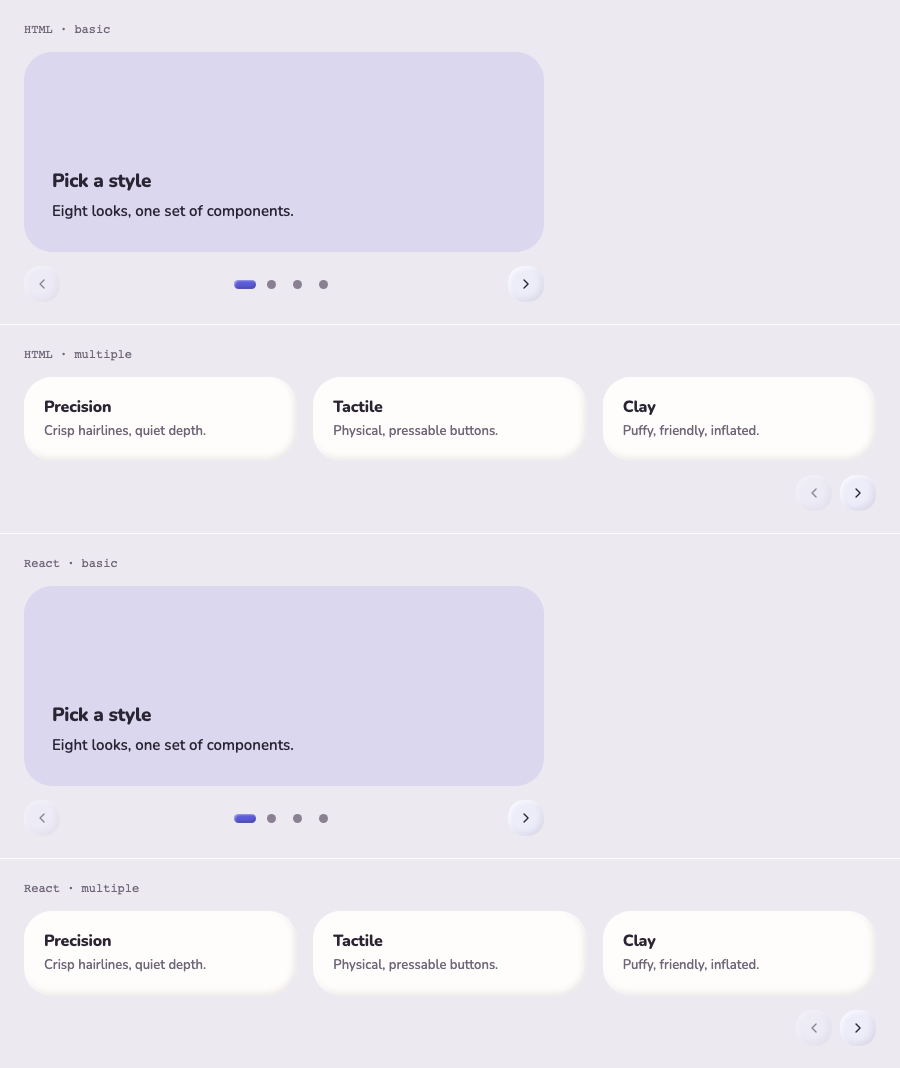 HTML · basic
Pick a style
Eight looks, one set of components.
HTML · multiple
Precision
Crisp hairlines, quiet depth.
Tactile
Physical, pressable buttons.
Clay
Puffy, friendly, inflated.
React · basic
Pick a style
Eight looks, one set of components.
React · multiple
Precision
Crisp hairlines, quiet depth.
Tactile
Physical, pressable buttons.
Clay
Puffy, friendly, inflated.